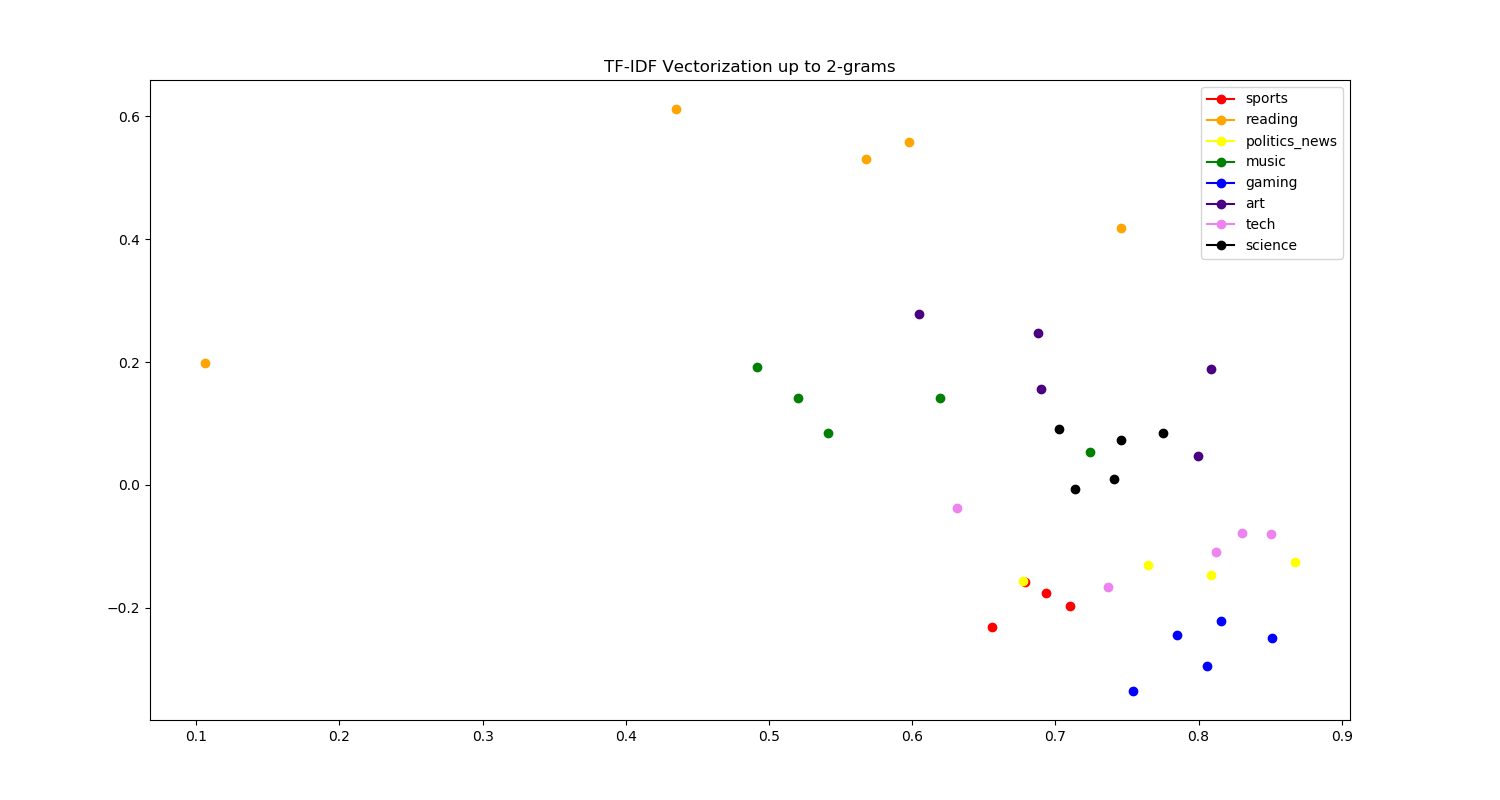 TF-IDF Vectorization up to 2-grams
sports
reading
politics_news
music
gaming
art
tech
science
0.6
0.4
0.2
0.0
−0.2
0.1 0.2 0.3 0.4 0.5 0.6 0.7 0.8 0.9